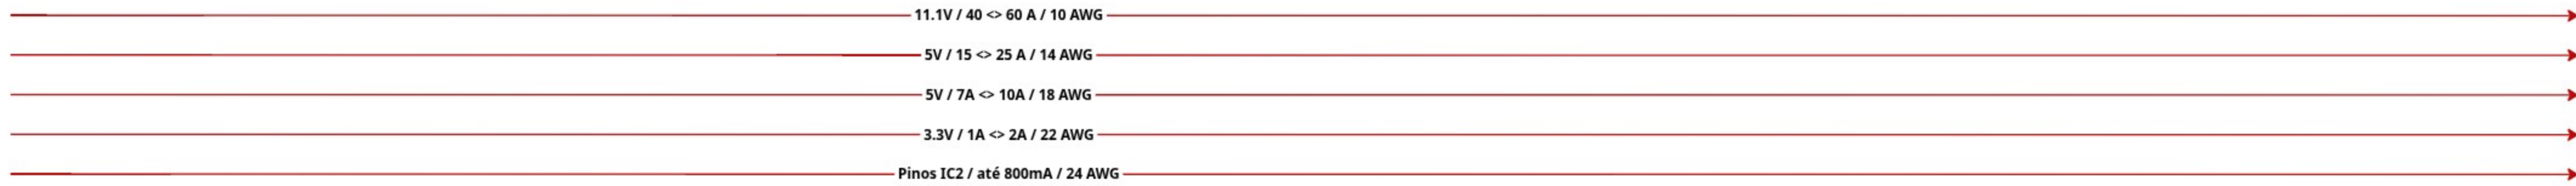 11.1V / 40 <> 60 A / 10 AWG
5V / 15 <> 25 A / 14 AWG
5V / 7A <> 10A / 18 AWG
3.3V / 1A <> 2A / 22 AWG
Pinos IC2 / até 800mA / 24 AWG